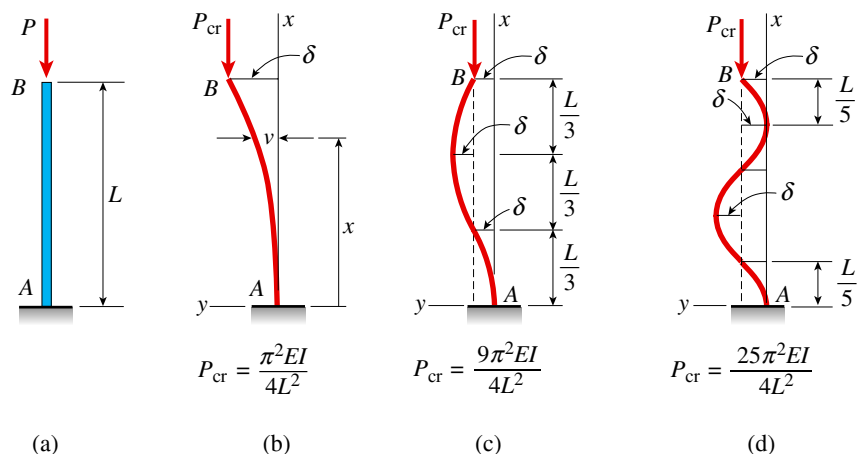 P
B
L
A
(a)
P_cr
x
δ
B
v
x
A
y
P_cr = π²EI / 4L²
(b)
P_cr
x
B
δ
L/3
δ
L/3
δ
L/3
A
y
P_cr = 9π²EI / 4L²
(c)
P_cr
x
B
δ
L/5
δ
δ
L/5
A
y
P_cr = 25π²EI / 4L²
(d)